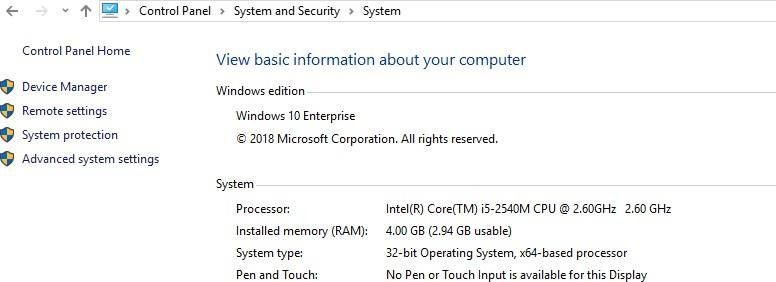 Control Panel > System and Security > System
Control Panel Home
Device Manager
Remote settings
System protection
Advanced system settings
View basic information about your computer
Windows edition
Windows 10 Enterprise
© 2018 Microsoft Corporation. All rights reserved.
System
Processor: Intel(R) Core(TM) i5-2540M CPU @ 2.60GHz 2.60 GHz
Installed memory (RAM): 4.00 GB (2.94 GB usable)
System type: 32-bit Operating System, x64-based processor
Pen and Touch: No Pen or Touch Input is available for this Display